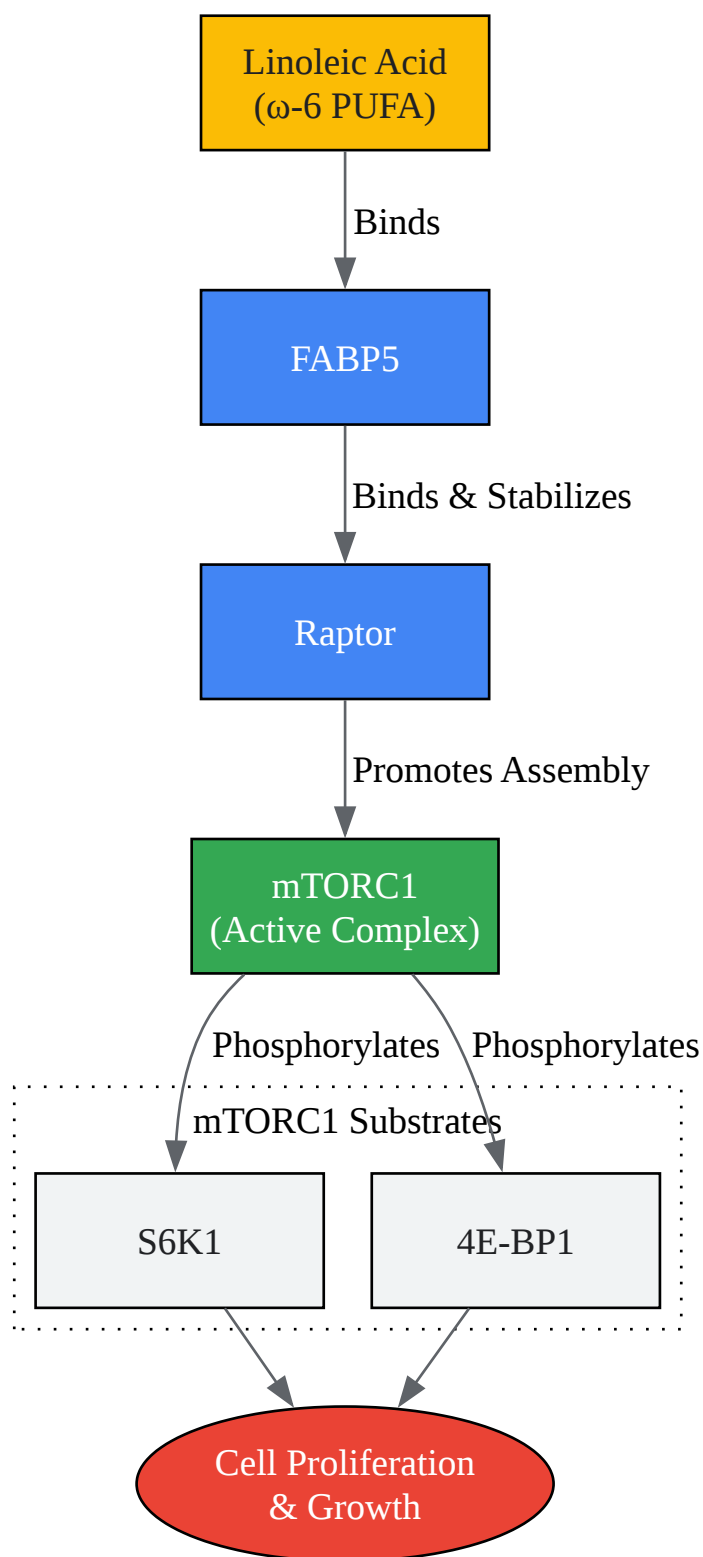 Linoleic Acid
(ω-6 PUFA)
Binds
FABP5
Binds & Stabilizes
Raptor
Promotes Assembly
mTORC1
(Active Complex)
Phosphorylates
Phosphorylates
mTORC1 Substrates
S6K1
4E-BP1
Cell Proliferation
& Growth